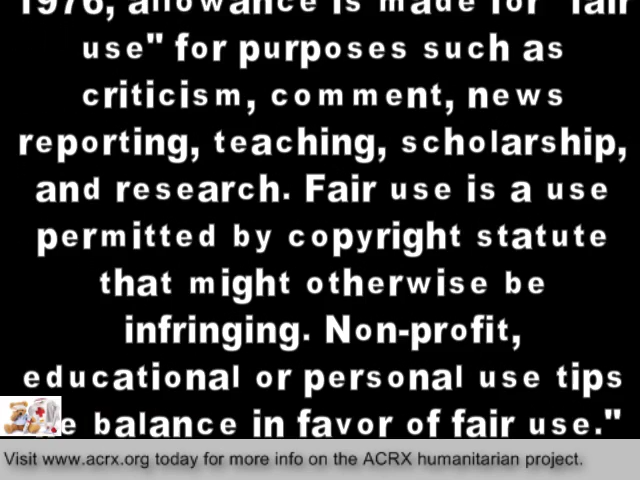 1976, allowance is made for "fair
use" for purposes such as
criticism, comment, news
reporting, teaching, scholarship,
and research. Fair use is a use
permitted by copyright statute
that might otherwise be
infringing. Non-profit,
educational or personal use tips
balance in favor of fair use."
Visit www.acrx.org today for more info on the ACRX humanitarian project.